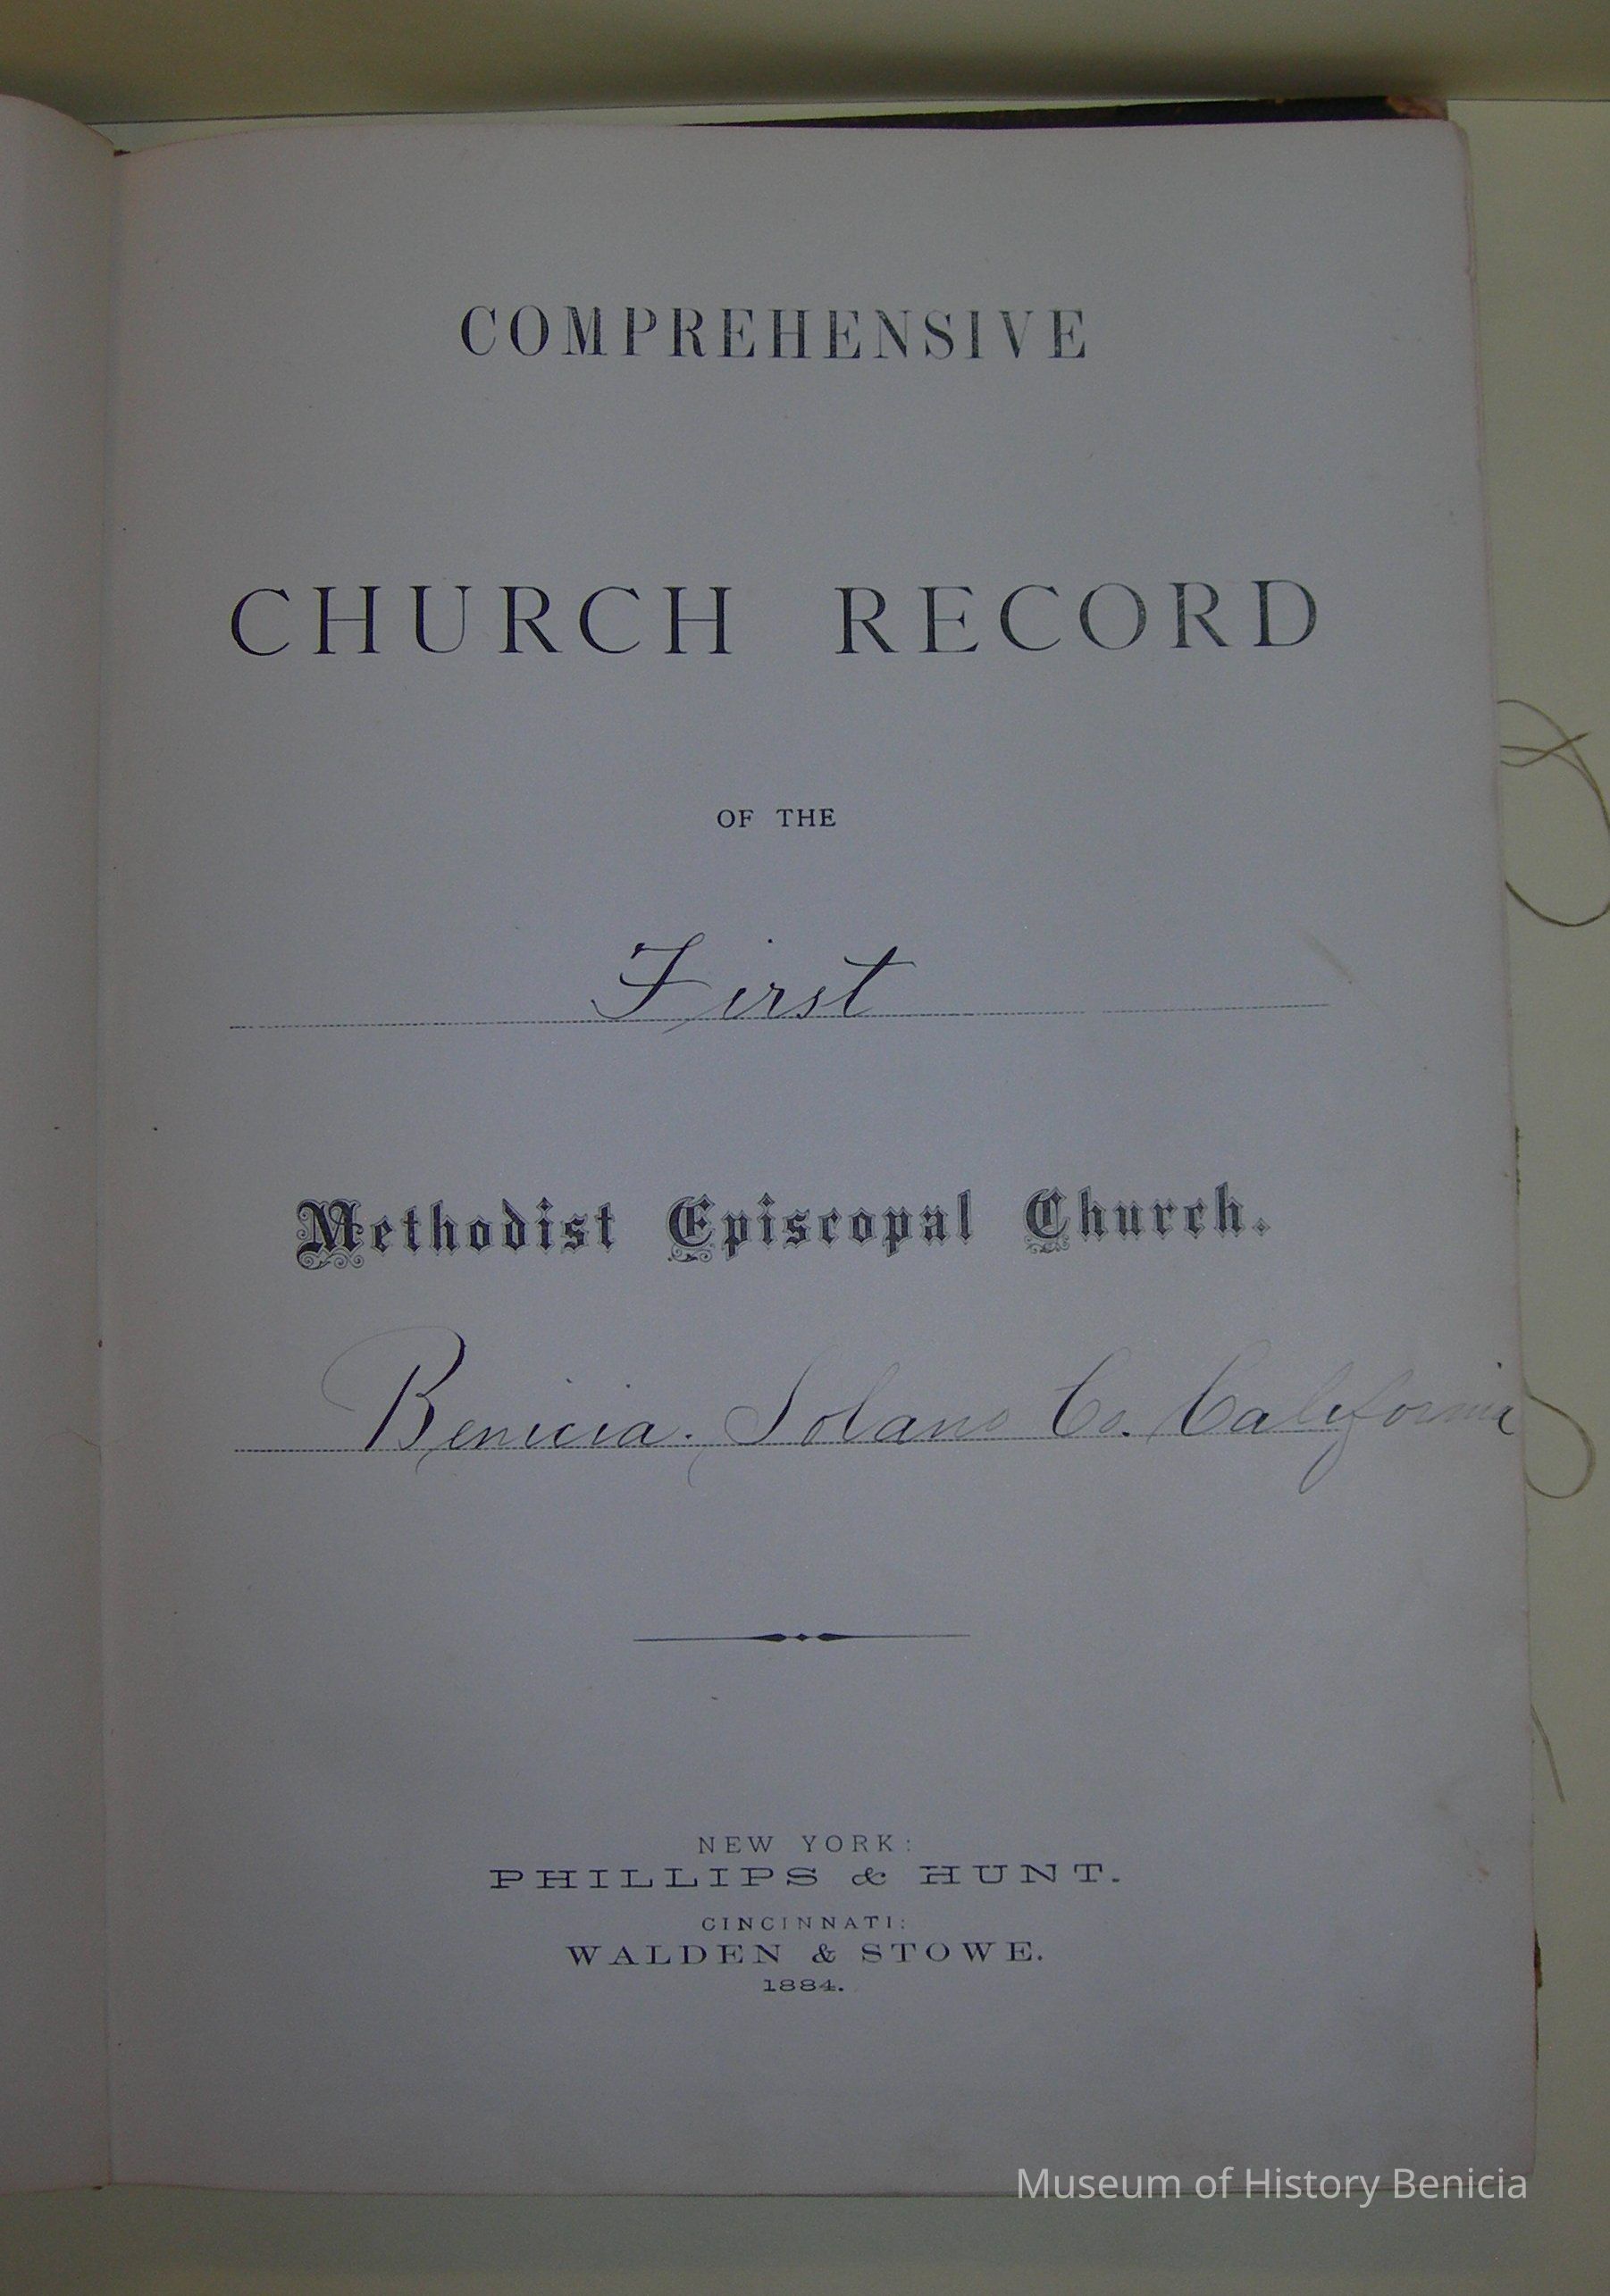 COMPREHENSIVE
CHURCH RECORD
OF THE
First
Methodist Episcopal Church.
Benicia. Solano Co. California
NEW YORK:
PHILLIPS & HUNT.
CINCINNATI:
WALDEN & STOWE.
1884.
Museum of History Benicia